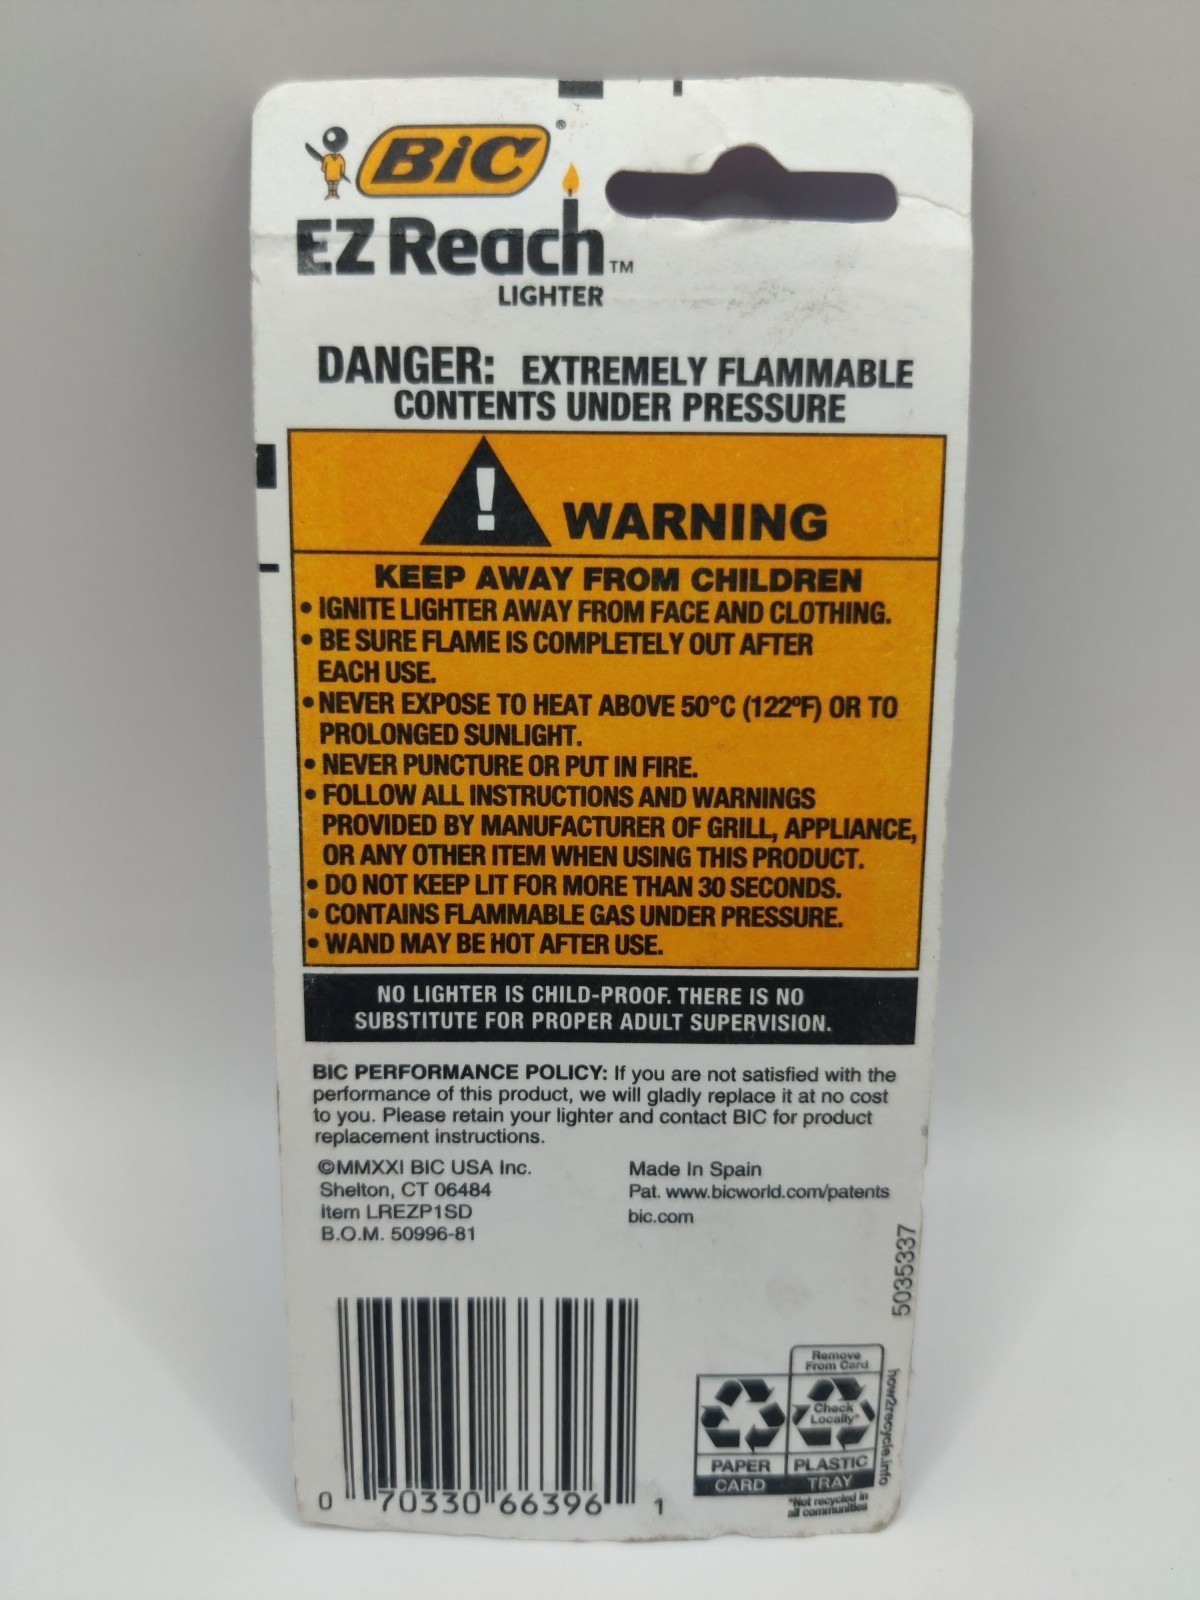 BiC®
EZ Reach™
LIGHTER
DANGER: EXTREMELY FLAMMABLE
CONTENTS UNDER PRESSURE
! WARNING
KEEP AWAY FROM CHILDREN
• IGNITE LIGHTER AWAY FROM FACE AND CLOTHING.
• BE SURE FLAME IS COMPLETELY OUT AFTER
EACH USE.
• NEVER EXPOSE TO HEAT ABOVE 50°C (122ºF) OR TO
PROLONGED SUNLIGHT.
• NEVER PUNCTURE OR PUT IN FIRE.
• FOLLOW ALL INSTRUCTIONS AND WARNINGS
PROVIDED BY MANUFACTURER OF GRILL, APPLIANCE,
OR ANY OTHER ITEM WHEN USING THIS PRODUCT.
• DO NOT KEEP LIT FOR MORE THAN 30 SECONDS.
• CONTAINS FLAMMABLE GAS UNDER PRESSURE.
• WAND MAY BE HOT AFTER USE.
NO LIGHTER IS CHILD-PROOF. THERE IS NO
SUBSTITUTE FOR PROPER ADULT SUPERVISION.
BIC PERFORMANCE POLICY: If you are not satisfied with the
performance of this product, we will gladly replace it at no cost
to you. Please retain your lighter and contact BIC for product
replacement instructions.
©MMXXI BIC USA Inc.
Shelton, CT 06484
Item LREZP1SD
B.O.M. 50996-81
Made In Spain
Pat. www.bicworld.com/patents
bic.com
5035337
0 70330 66396 1
Remove
From Card
Check
Locally*
PAPER
CARD
PLASTIC
TRAY
*Not recycled in
all communities
how2recycle.info